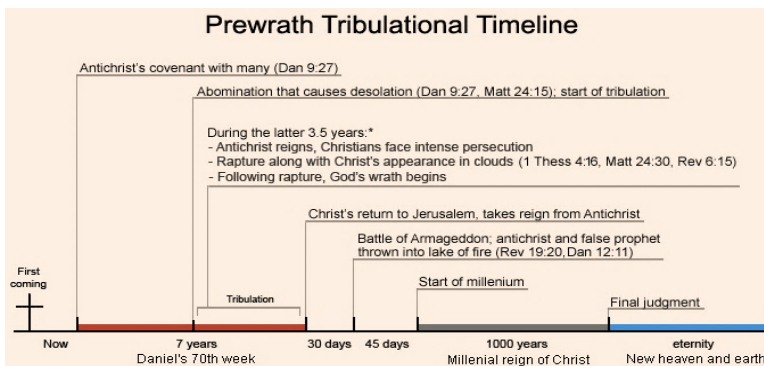 Prewrath Tribulational Timeline
Antichrist's covenant with many (Dan 9:27)
Abomination that causes desolation (Dan 9:27, Matt 24:15); start of tribulation
During the latter 3.5 years:*
- Antichrist reigns, Christians face intense persecution
- Rapture along with Christ's appearance in clouds (1 Thess 4:16, Matt 24:30, Rev 6:15)
- Following rapture, God's wrath begins
Christ's return to Jerusalem, takes reign from Antichrist
Battle of Armageddon; antichrist and false prophet
thrown into lake of fire (Rev 19:20,Dan 12:11)
First
coming
Start of millenium
Tribulation
Final judgment
Now 7 years 30 days 45 days 1000 years eternity
Daniel's 70th week Millenial reign of Christ New heaven and earth